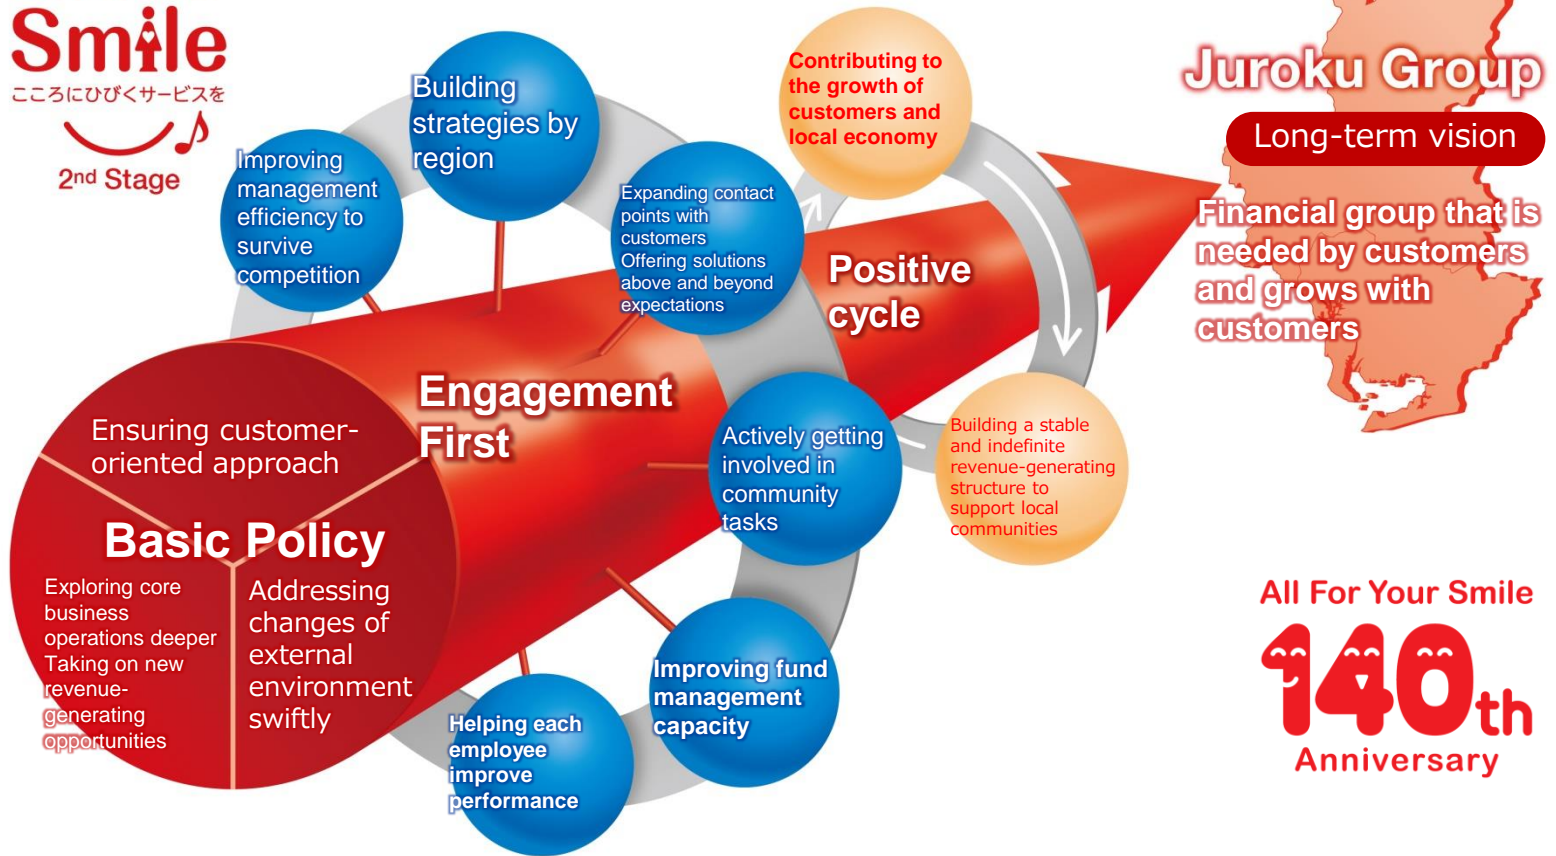 Smile
こころにひびくサービスを
2nd Stage
Improving
management
efficiency to
survive
competition
Building
strategies by
region
Expanding contact
points with
customers
Offering solutions
above and beyond
expectations
Contributing to
the growth of
customers and
local economy
Positive
cycle
Juroku Group
Long-term vision
Financial group that is
needed by customers
and grows with
customers
Engagement
First
Ensuring customer-
oriented approach
Basic Policy
Exploring core
business
operations deeper
Taking on new
revenue-
generating
opportunities
Addressing
changes of
external
environment
swiftly
Actively getting
involved in
community
tasks
Building a stable
and indefinite
revenue-generating
structure to
support local
communities
Improving fund
management
capacity
Helping each
employee
improve
performance
All For Your Smile
140th
Anniversary